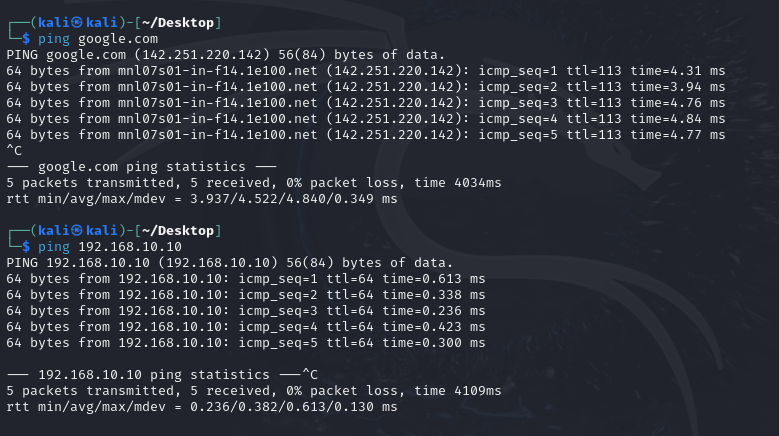 ┌──(kali㉿kali)-[~/Desktop]
└─$ ping google.com
PING google.com (142.251.220.142) 56(84) bytes of data.
64 bytes from mnl07s01-in-f14.1e100.net (142.251.220.142): icmp_seq=1 ttl=113 time=4.31 ms
64 bytes from mnl07s01-in-f14.1e100.net (142.251.220.142): icmp_seq=2 ttl=113 time=3.94 ms
64 bytes from mnl07s01-in-f14.1e100.net (142.251.220.142): icmp_seq=3 ttl=113 time=4.76 ms
64 bytes from mnl07s01-in-f14.1e100.net (142.251.220.142): icmp_seq=4 ttl=113 time=4.84 ms
64 bytes from mnl07s01-in-f14.1e100.net (142.251.220.142): icmp_seq=5 ttl=113 time=4.77 ms
^C
--- google.com ping statistics ---
5 packets transmitted, 5 received, 0% packet loss, time 4034ms
rtt min/avg/max/mdev = 3.937/4.522/4.840/0.349 ms
┌──(kali㉿kali)-[~/Desktop]
└─$ ping 192.168.10.10
PING 192.168.10.10 (192.168.10.10) 56(84) bytes of data.
64 bytes from 192.168.10.10: icmp_seq=1 ttl=64 time=0.613 ms
64 bytes from 192.168.10.10: icmp_seq=2 ttl=64 time=0.338 ms
64 bytes from 192.168.10.10: icmp_seq=3 ttl=64 time=0.236 ms
64 bytes from 192.168.10.10: icmp_seq=4 ttl=64 time=0.423 ms
64 bytes from 192.168.10.10: icmp_seq=5 ttl=64 time=0.300 ms
--- 192.168.10.10 ping statistics ---^C
5 packets transmitted, 5 received, 0% packet loss, time 4109ms
rtt min/avg/max/mdev = 0.236/0.382/0.613/0.130 ms